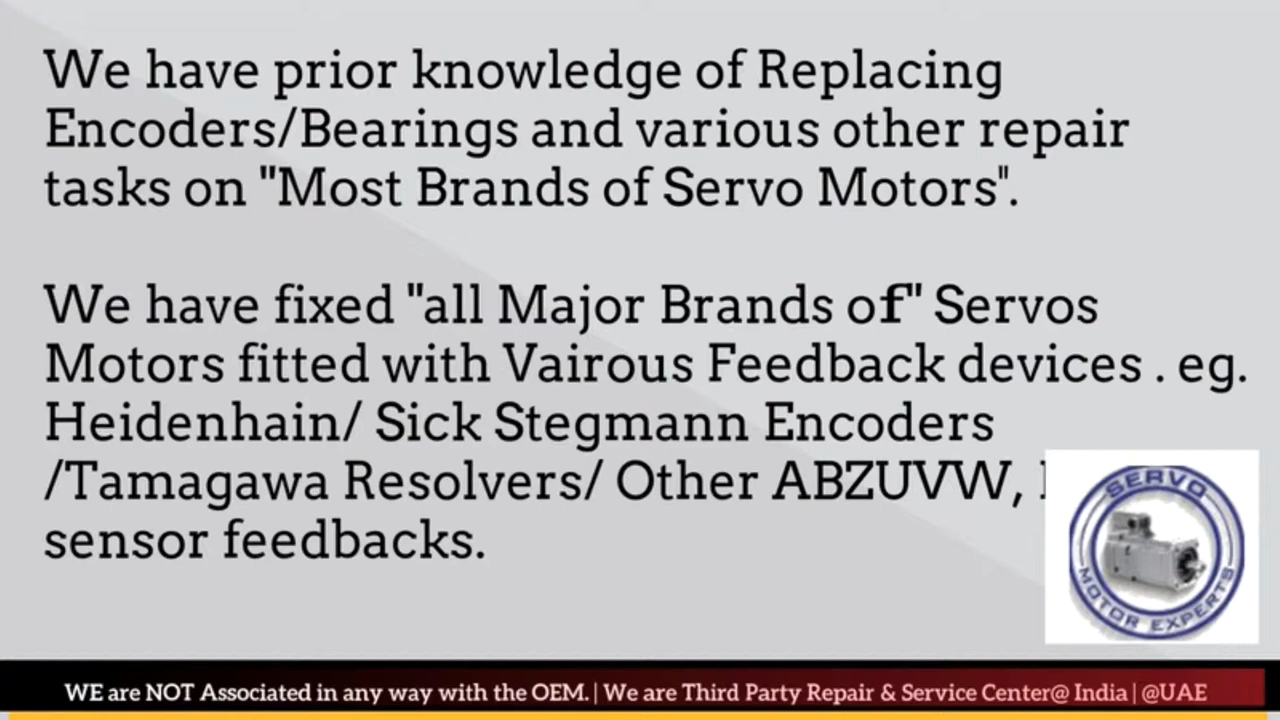 We have prior knowledge of Replacing
Encoders/Bearings and various other repair
tasks on "Most Brands of Servo Motors".
We have fixed "all Major Brands of" Servos
Motors fitted with Vairous Feedback devices . eg.
Heidenhain/ Sick Stegmann Encoders
/Tamagawa Resolvers/ Other ABZUVW,
sensor feedbacks.
SERVO
MOTOR EXPERTS
WE are NOT Associated in any way with the OEM. | We are Third Party Repair & Service Center@ India | @UAE